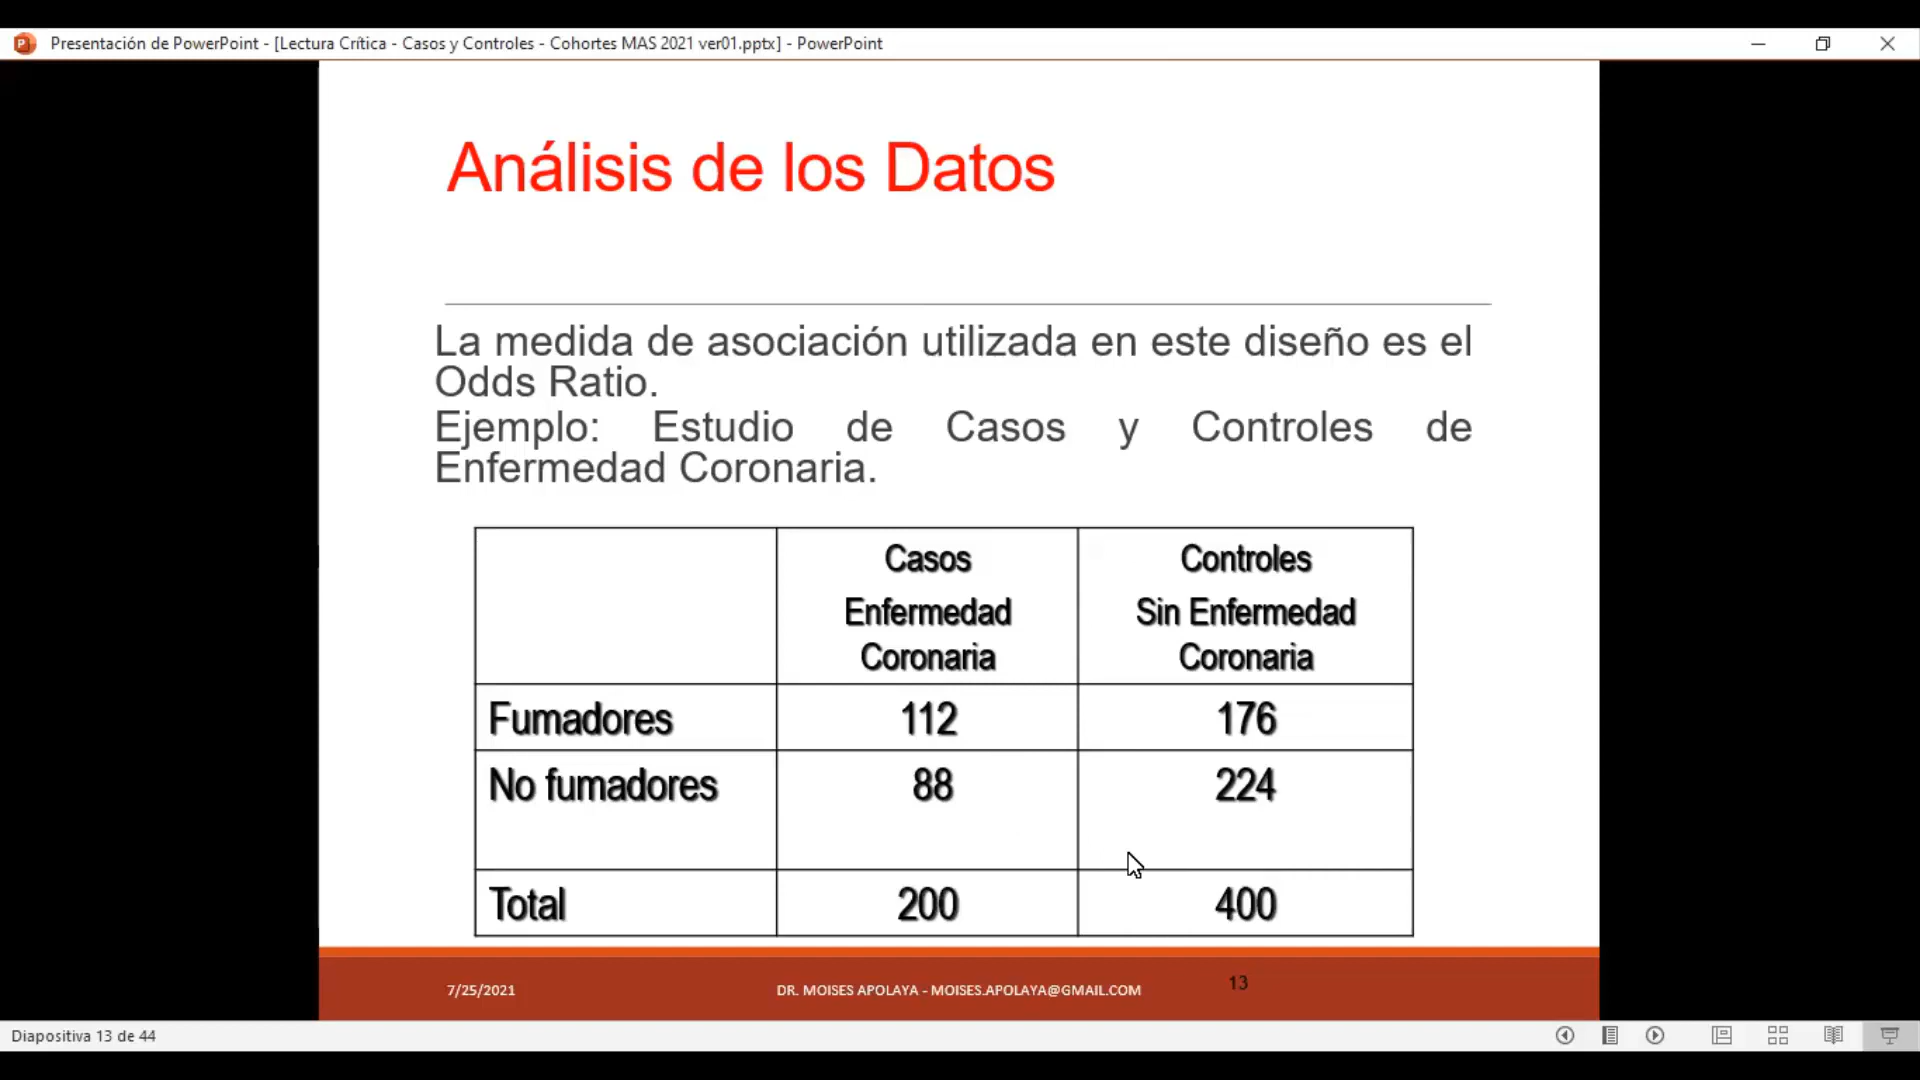 Presentación de PowerPoint - [Lectura Crítica - Casos y Controles - Cohortes MAS 2021 ver01.pptx] - PowerPoint
Análisis de los Datos
La medida de asociación utilizada en este diseño es el
Odds Ratio.
Ejemplo: Estudio de Casos y Controles de
Enfermedad Coronaria.
Casos
Enfermedad
Coronaria
Controles
Sin Enfermedad
Coronaria
Fumadores 112 176
No fumadores 88 224
Total 200 400
7/25/2021 DR. MOISES APOLAYA - MOISES.APOLAYA@GMAIL.COM 13
Diapositiva 13 de 44